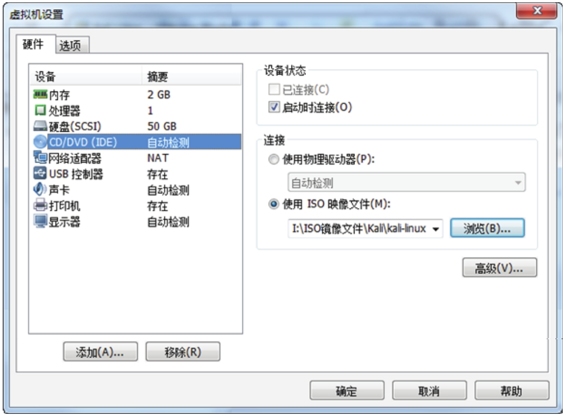 虚拟机设置
硬件 选项
设备 摘要
内存 2 GB
处理器 1
硬盘(SCSI) 50 GB
CD/DVD (IDE) 自动检测
网络适配器 NAT
USB 控制器 存在
声卡 自动检测
打印机 存在
显示器 自动检测
添加(A)... 移除(R)
设备状态
已连接(C)
启动时连接(O)
连接
使用物理驱动器(P):
自动检测
使用 ISO 映像文件(M):
I:\ISO镜像文件\Kali\kali-linux 浏览(B)...
高级(V)...
确定 取消 帮助